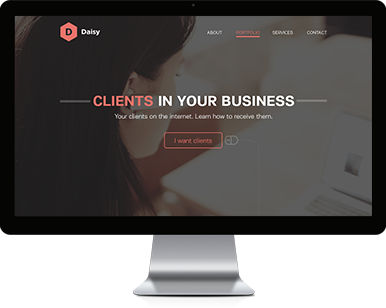 D Daisy
ABOUT PORTFOLIO SERVICES CONTACT
CLIENTS IN YOUR BUSINESS
Your clients on the internet. Learn how to receive them.
I want clients